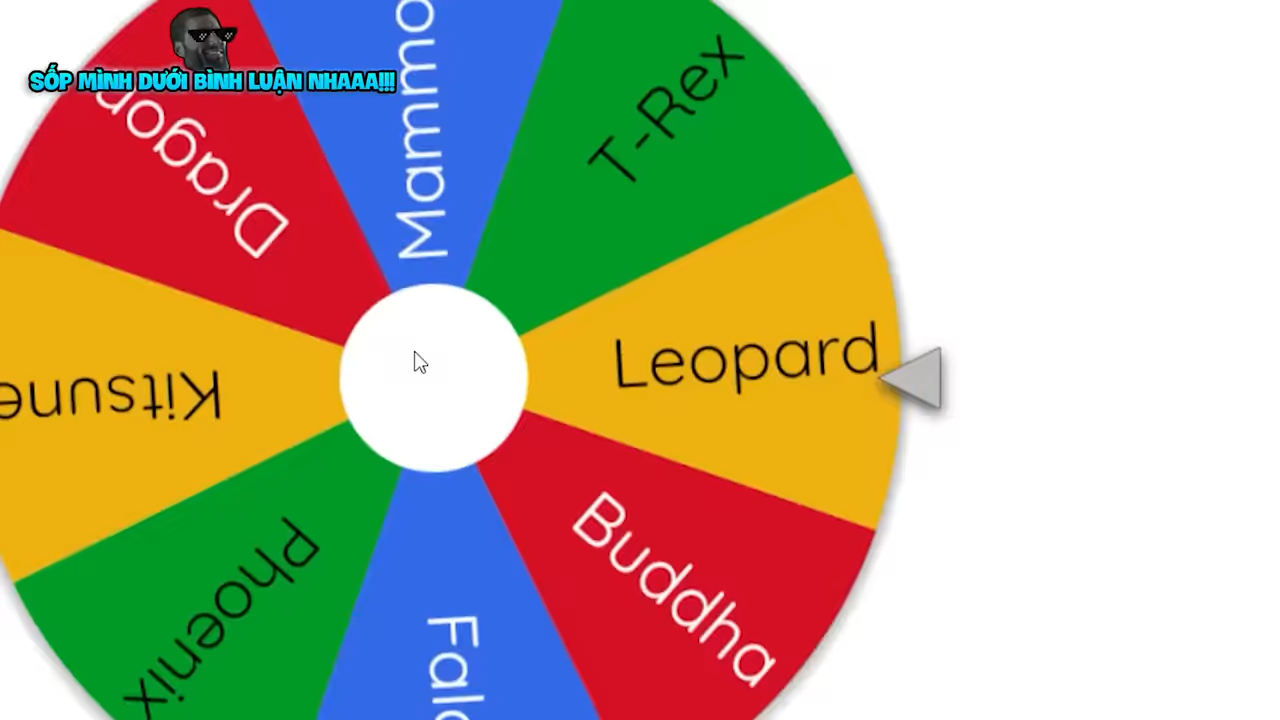 SỐP MÌNH DƯỚI BÌNH LUẬN NHAAA!!!
Mammo
T-Rex
Dragon
Leopard
Kitsune
Buddha
Phoenix
Falc